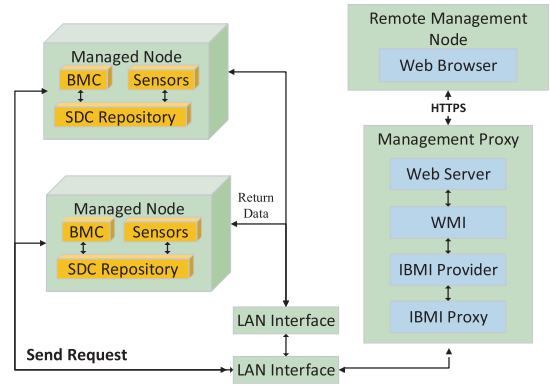 Managed Node
BMC
Sensors
SDC Repository
Managed Node
BMC
Sensors
SDC Repository
Return
Data
LAN Interface
LAN Interface
Send Request
Remote Management
Node
Web Browser
HTTPS
Management Proxy
Web Server
WMI
IBMI Provider
IBMI Proxy